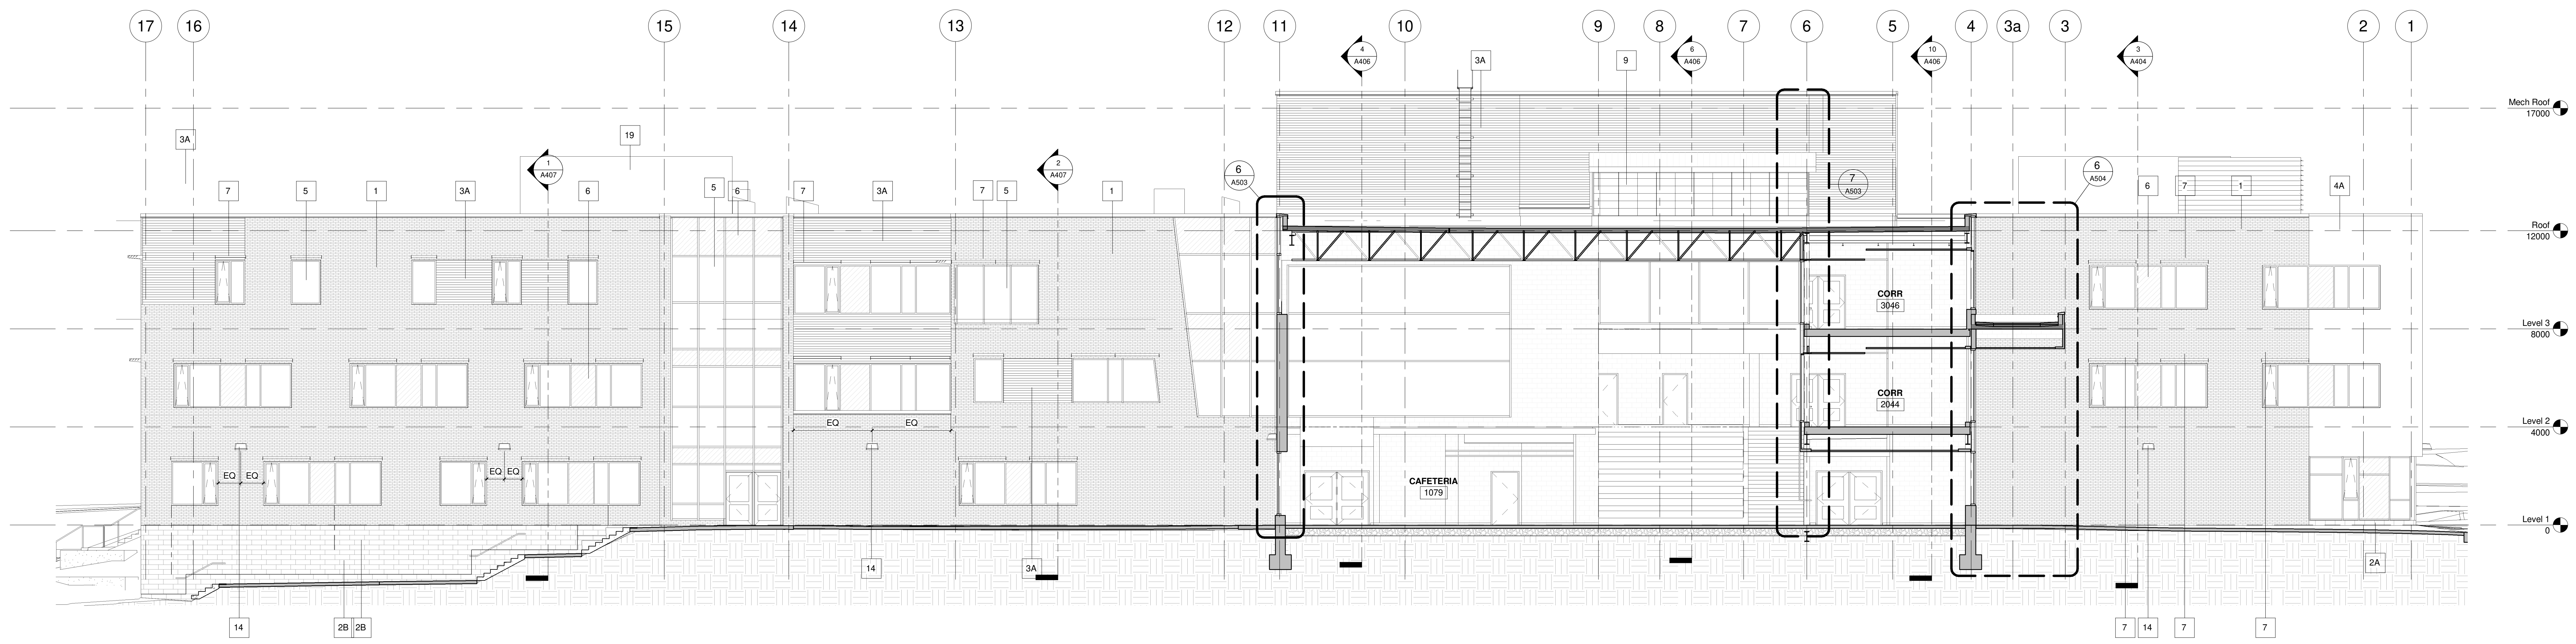 17 16 15 14 13 12 11 10 9 8 7 6 5 4 3a 3 2 1
4
A406
3A
9
6
A406
10
A406
3
A404
Mech Roof
17000
3A
19
1
A407
2
A407
6
A503
7
A503
6
A504
7 5 1 3A 6 5 6 7 3A 7 5 1 6 7 1 4A
Roof
12000
CORR
3046
Level 3
8000
CORR
2044
EQ EQ
Level 2
4000
EQ EQ
EQ EQ
CAFETERIA
1079
Level 1
0
14 3A 2A
14 2B 2B 7 14 7 7